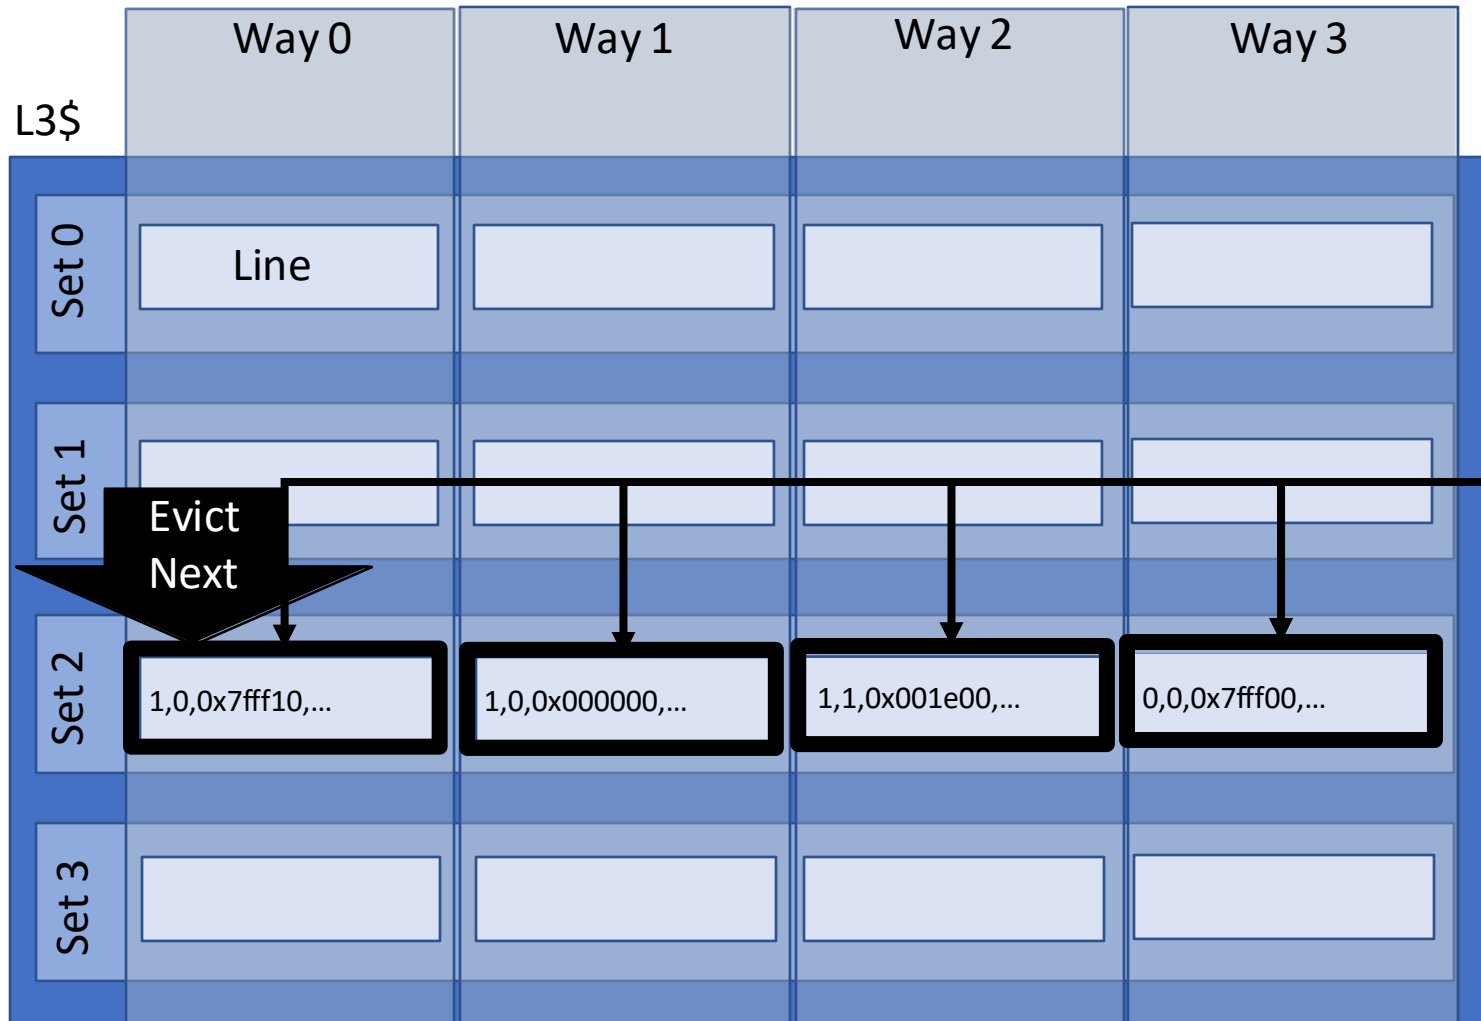 Way 0
Way 1
Way 2
Way 3
L3$
Set 0
Line
Set 1
Evict
Next
Set 2
1,0,0x7fff10,...
1,0,0x000000,...
1,1,0x001e00,...
0,0,0x7fff00,...
Set 3